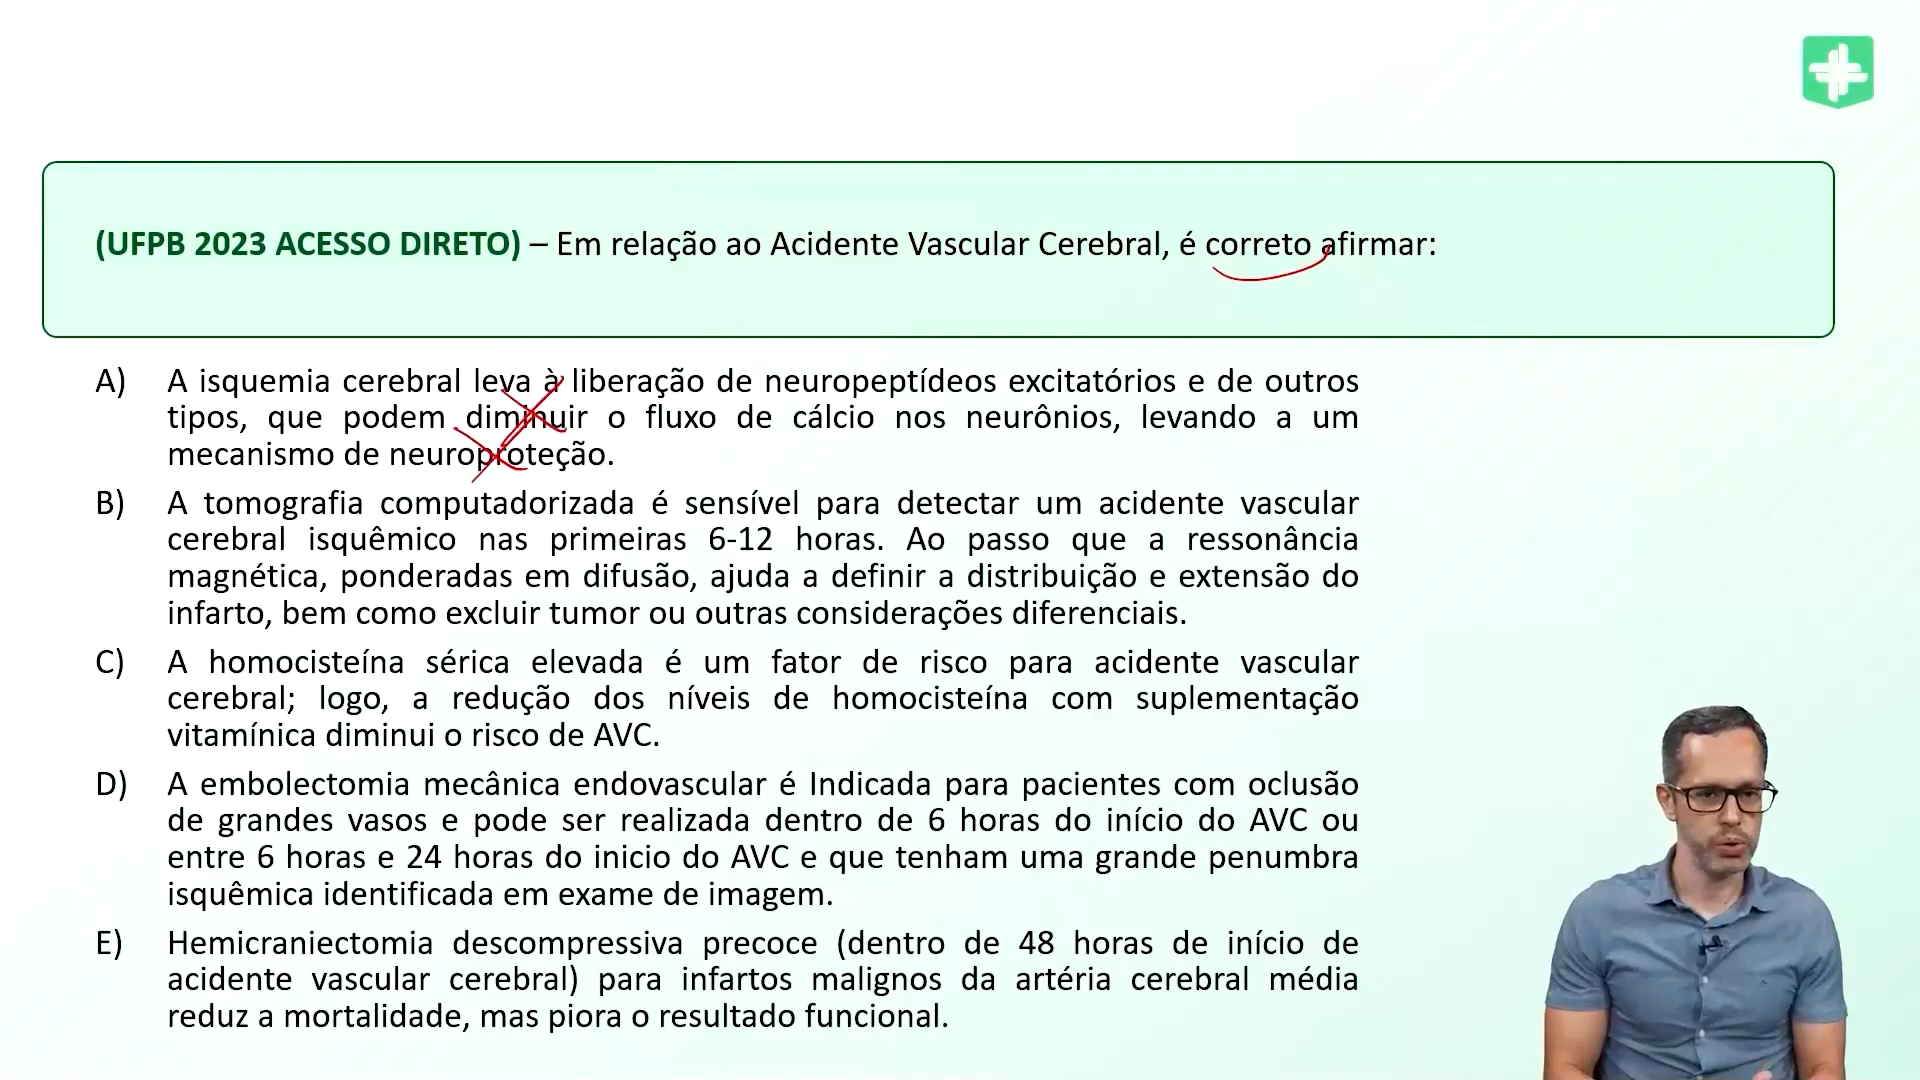 (UFPB 2023 ACESSO DIRETO) – Em relação ao Acidente Vascular Cerebral, é correto afirmar:
A) A isquemia cerebral leva à liberação de neuropeptídeos excitatórios e de outros
tipos, que podem diminuir o fluxo de cálcio nos neurônios, levando a um
mecanismo de neuroproteção.
B) A tomografia computadorizada é sensível para detectar um acidente vascular
cerebral isquêmico nas primeiras 6-12 horas. Ao passo que a ressonância
magnética, ponderadas em difusão, ajuda a definir a distribuição e extensão do
infarto, bem como excluir tumor ou outras considerações diferenciais.
C) A homocisteína sérica elevada é um fator de risco para acidente vascular
cerebral; logo, a redução dos níveis de homocisteína com suplementação
vitamínica diminui o risco de AVC.
D) A embolectomia mecânica endovascular é Indicada para pacientes com oclusão
de grandes vasos e pode ser realizada dentro de 6 horas do início do AVC ou
entre 6 horas e 24 horas do inicio do AVC e que tenham uma grande penumbra
isquêmica identificada em exame de imagem.
E) Hemicraniectomia descompressiva precoce (dentro de 48 horas de início de
acidente vascular cerebral) para infartos malignos da artéria cerebral média
reduz a mortalidade, mas piora o resultado funcional.